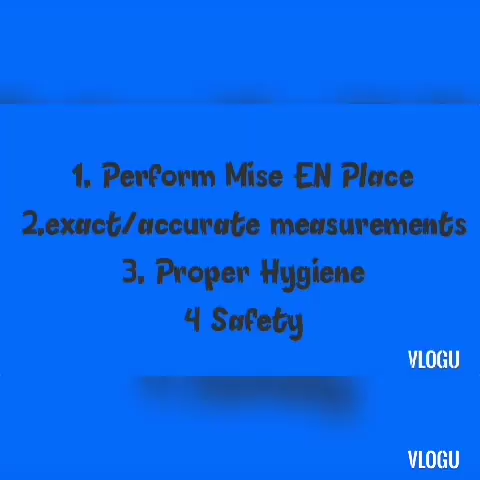 1. Perform Mise EN Place
2.exact/accurate measurements
3. Proper Hygiene
4 Safety
VLOGU
VLOGU